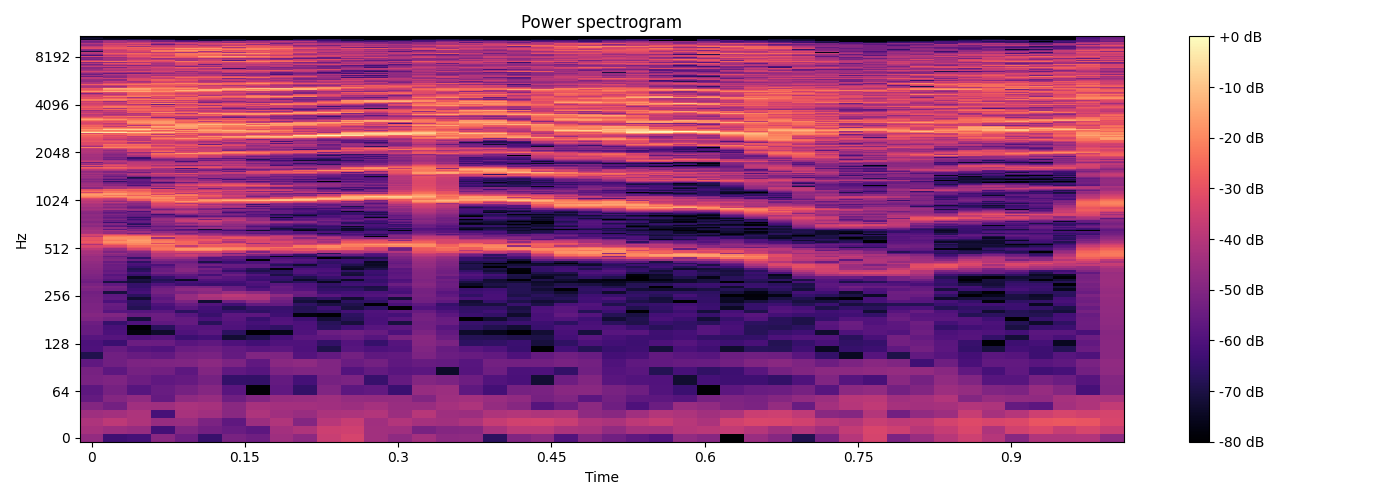 Power spectrogram
Hz
8192
4096
2048
1024
512
256
128
64
0
0 0.15 0.3 0.45 0.6 0.75 0.9
Time
+0 dB
-10 dB
-20 dB
-30 dB
-40 dB
-50 dB
-60 dB
-70 dB
-80 dB